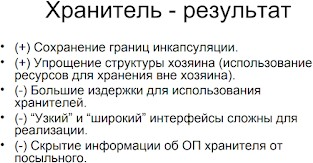 Хранитель - результат
• (+) Сохранение границ инкапсуляции.
• (+) Упрощение структуры хозяина (использование
ресурсов для хранения вне хозяина).
• (-) Большие издержки для использования
хранителей.
• (-) “Узкий” и “широкий” интерфейсы сложны для
реализации.
• (-) Скрытие информации об ОП хранителя от
посыльного.